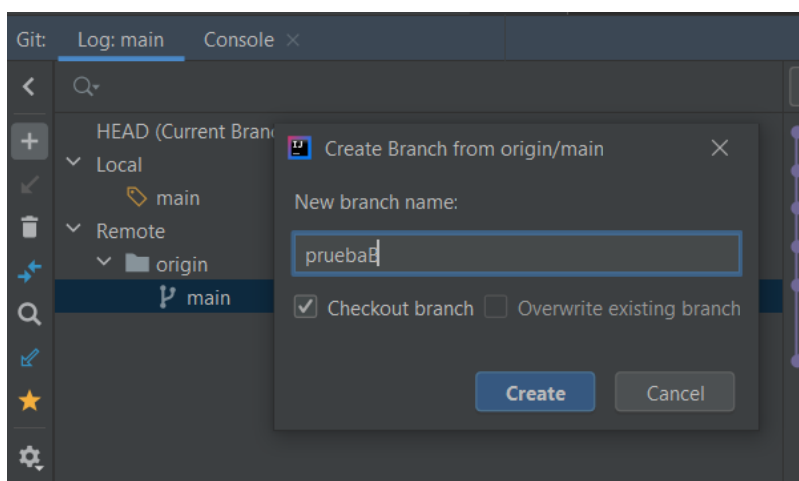 Git: Log: main Console
HEAD (Current Bran
Local
main
Remote
origin
main
Create Branch from origin/main
New branch name:
pruebaB
Checkout branch Overwrite existing branch
Create Cancel